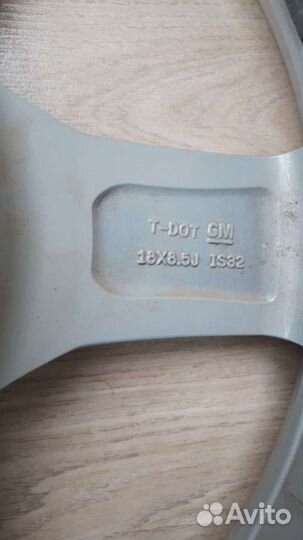 T-DOT GM
18X8.5J IS32
Avito